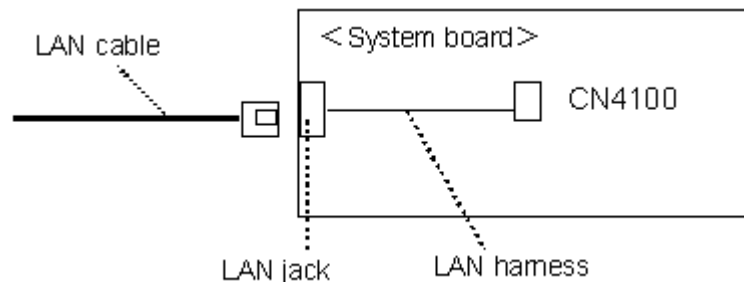 <System board>
LAN cable
CN4100
LAN jack
LAN harness